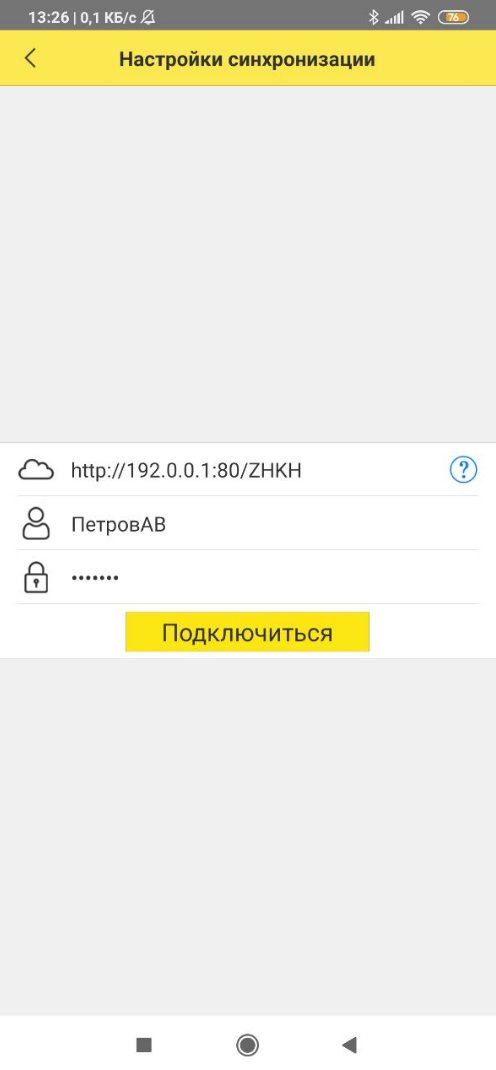 13:26 | 0,1 КБ/с 76
Настройки синхронизации
http://192.0.0.1:80/ZHKH ?
ПетровАВ
•••••••
Подключиться